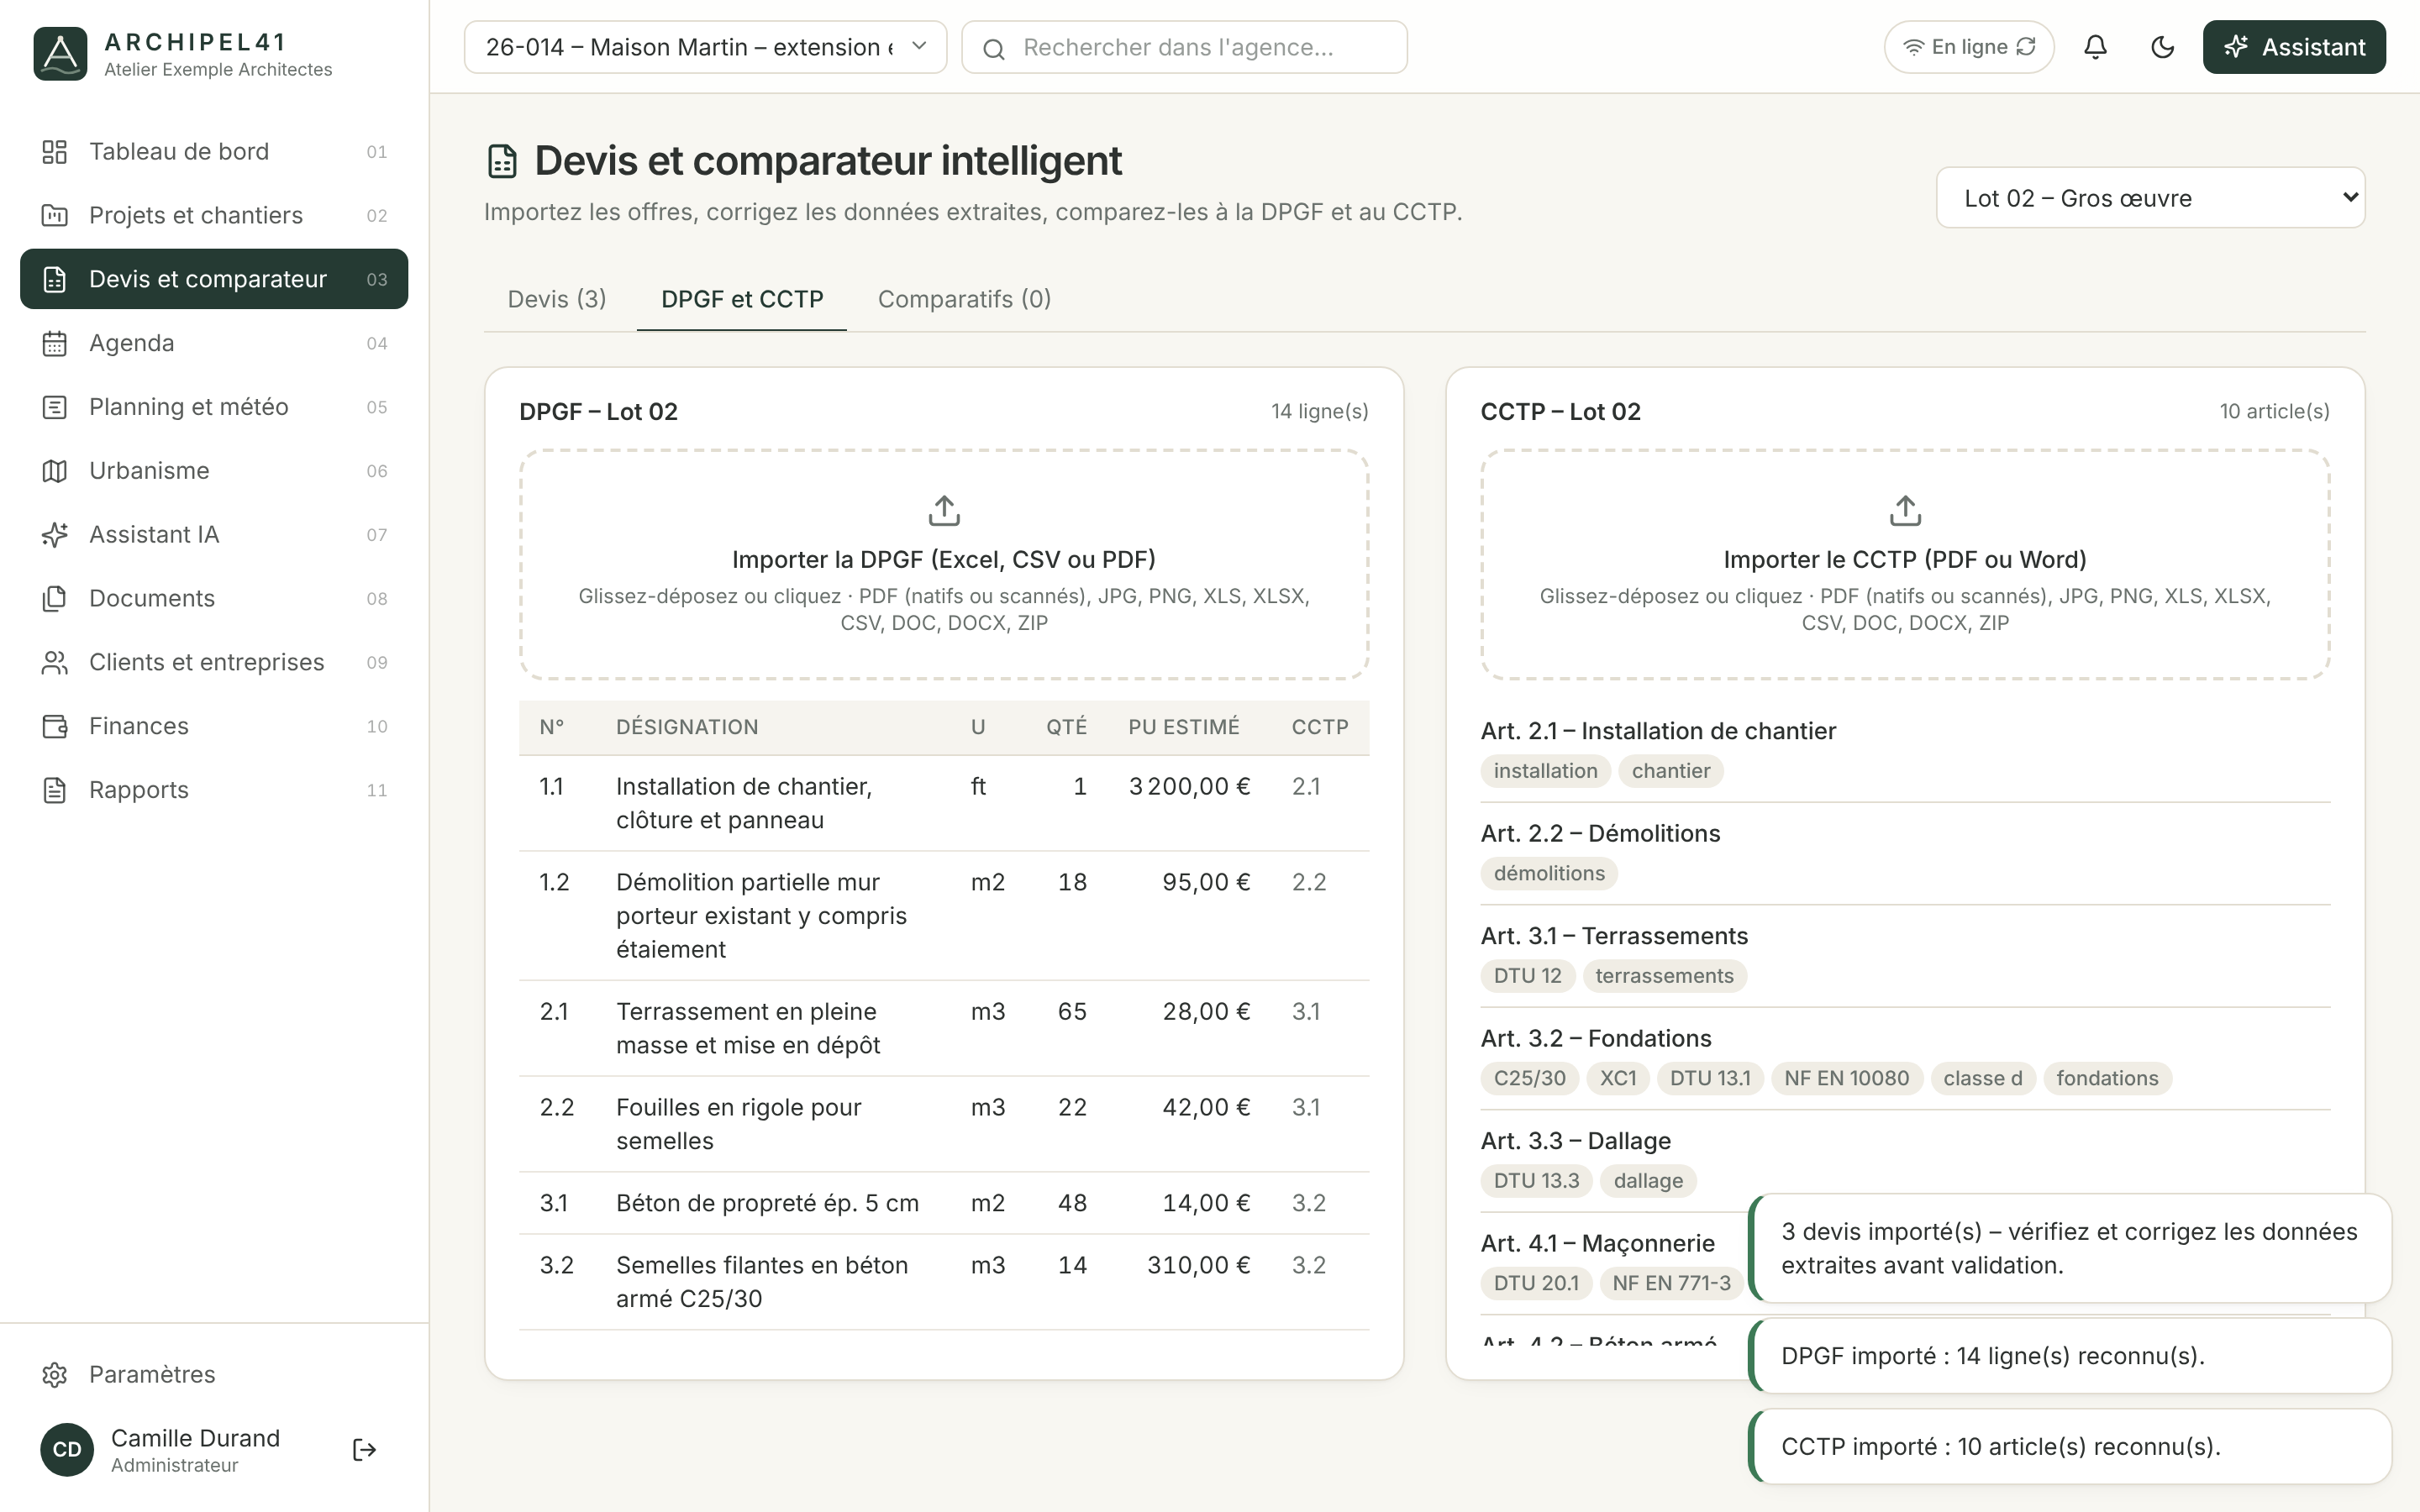 ARCHIPEL41
Atelier Exemple Architectes
Tableau de bord 01
Projets et chantiers 02
Devis et comparateur 03
Agenda 04
Planning et météo 05
Urbanisme 06
Assistant IA 07
Documents 08
Clients et entreprises 09
Finances 10
Rapports 11
Paramètres
CD
Camille Durand
Administrateur
26-014 – Maison Martin – extension
Rechercher dans l'agence...
En ligne
Assistant
Devis et comparateur intelligent
Importez les offres, corrigez les données extraites, comparez-les à la DPGF et au CCTP.
Lot 02 – Gros œuvre
Devis (3) DPGF et CCTP Comparatifs (0)
DPGF – Lot 02 14 ligne(s)
Importer la DPGF (Excel, CSV ou PDF)
Glissez-déposez ou cliquez · PDF (natifs ou scannés), JPG, PNG, XLS, XLSX,
CSV, DOC, DOCX, ZIP
N° DÉSIGNATION U QTÉ PU ESTIMÉ CCTP
1.1 Installation de chantier, ft 1 3 200,00 € 2.1
clôture et panneau
1.2 Démolition partielle mur m2 18 95,00 € 2.2
porteur existant y compris
étaiement
2.1 Terrassement en pleine m3 65 28,00 € 3.1
masse et mise en dépôt
2.2 Fouilles en rigole pour m3 22 42,00 € 3.1
semelles
3.1 Béton de propreté ép. 5 cm m2 48 14,00 € 3.2
3.2 Semelles filantes en béton m3 14 310,00 € 3.2
armé C25/30
CCTP – Lot 02 10 article(s)
Importer le CCTP (PDF ou Word)
Glissez-déposez ou cliquez · PDF (natifs ou scannés), JPG, PNG, XLS, XLSX,
CSV, DOC, DOCX, ZIP
Art. 2.1 – Installation de chantier
installation chantier
Art. 2.2 – Démolitions
démolitions
Art. 3.1 – Terrassements
DTU 12 terrassements
Art. 3.2 – Fondations
C25/30 XC1 DTU 13.1 NF EN 10080 classe d fondations
Art. 3.3 – Dallage
DTU 13.3 dallage
Art. 4.1 – Maçonnerie
DTU 20.1 NF EN 771-3
Art. 4.2 – Béton armé
3 devis importé(s) – vérifiez et corrigez les données
extraites avant validation.
DPGF importé : 14 ligne(s) reconnu(s).
CCTP importé : 10 article(s) reconnu(s).